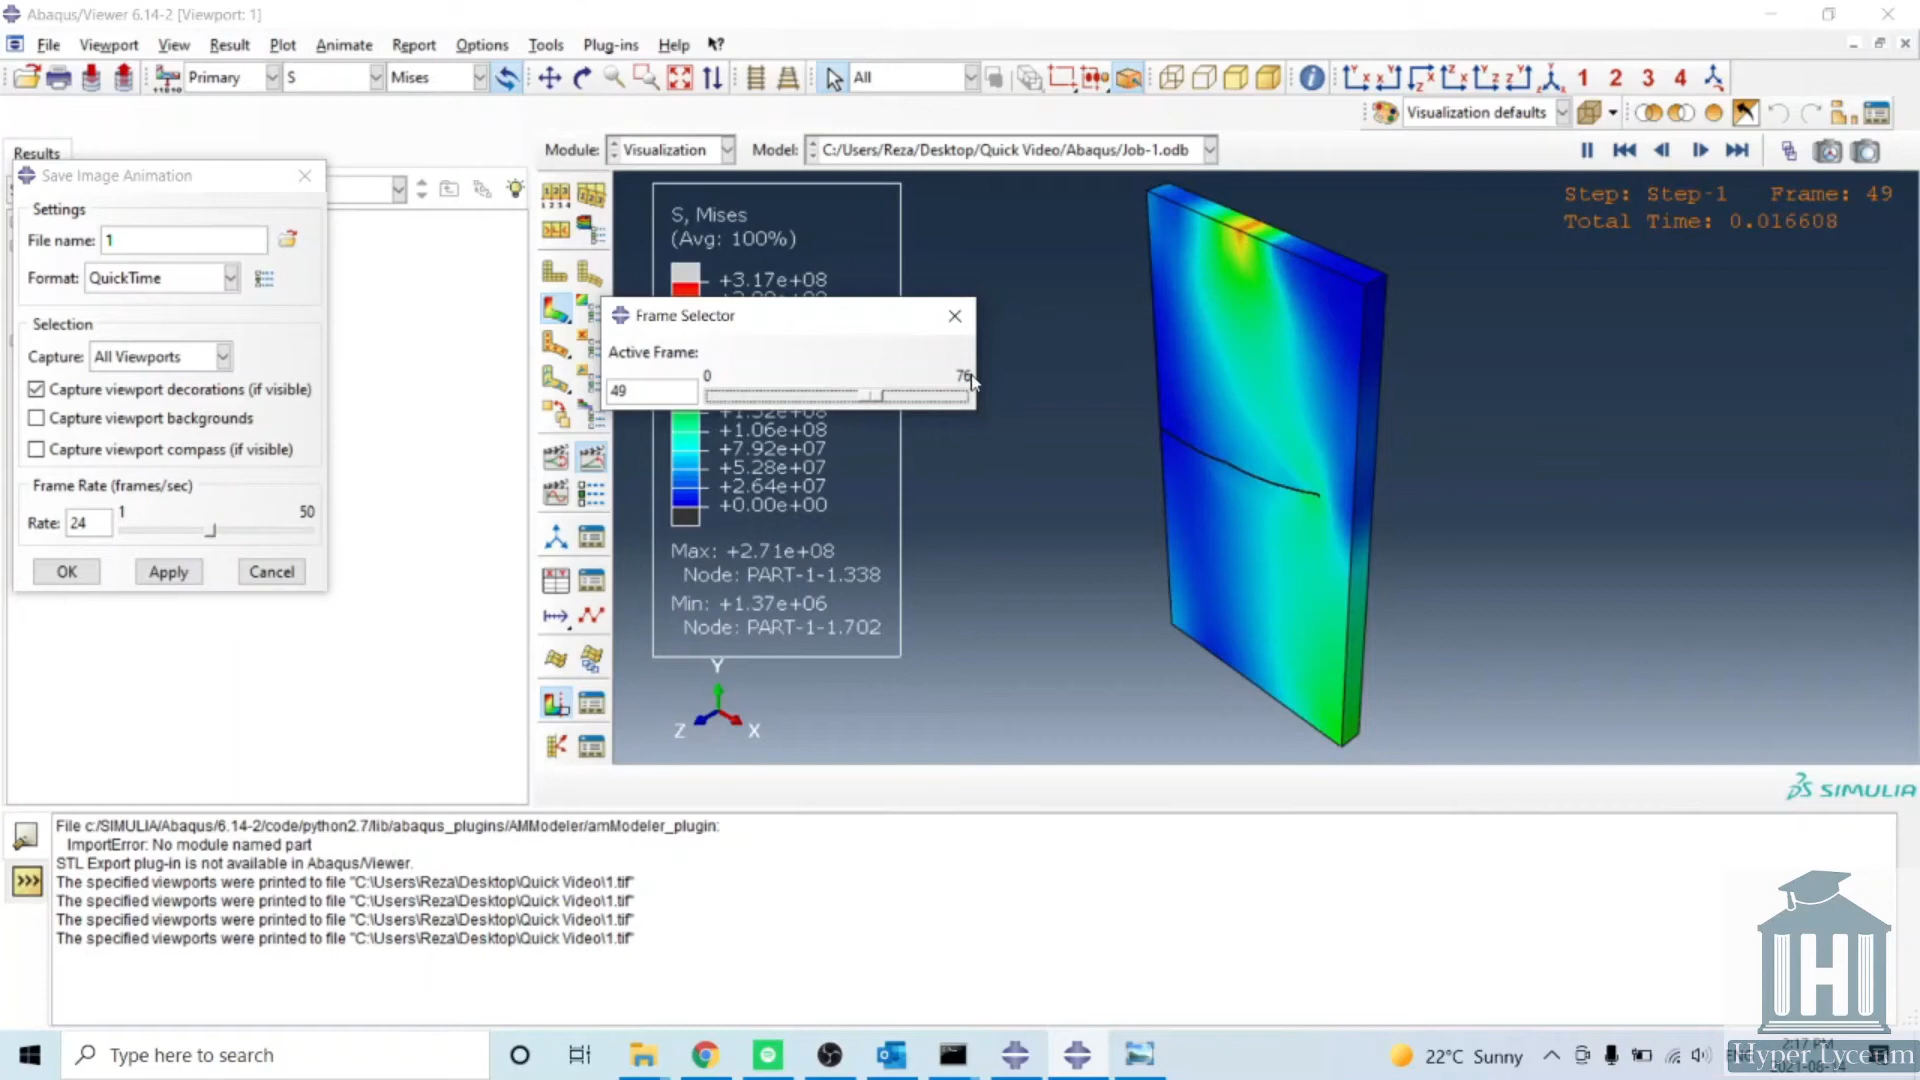 Abaqus/Viewer 6.14-2 [Viewport: 1]
File Viewport View Result Plot Animate Report Options Tools Plug-ins Help
Primary S Mises All 1 2 3 4
Visualization defaults
Results
Module: Visualization Model: C:/Users/Reza/Desktop/Quick Video/Abaqus/Job-1.odb
Save Image Animation
Settings
File name: 1
Format: QuickTime
Selection
Capture: All Viewports
Capture viewport decorations (if visible)
Capture viewport backgrounds
Capture viewport compass (if visible)
Frame Rate (frames/sec)
Rate: 24 1 50
OK Apply Cancel
S, Mises
(Avg: 100%)
+3.17e+08
Frame Selector
Active Frame:
49 0 76
+1.06e+08
+7.92e+07
+5.28e+07
+2.64e+07
+0.00e+00
Max: +2.71e+08
Node: PART-1-1.338
Min: +1.37e+06
Node: PART-1-1.702
Y
Z X
Step: Step-1 Frame: 49
Total Time: 0.016608
SIMULIA
File c:/SIMULIA/Abaqus/6.14-2/code/python2.7/lib/abaqus_plugins/AMModeler/amModeler_plugin:
ImportError: No module named part
STL Export plug-in is not available in Abaqus/Viewer.
The specified viewports were printed to file "C:\Users\Reza\Desktop\Quick Video\1.tif"
The specified viewports were printed to file "C:\Users\Reza\Desktop\Quick Video\1.tif"
The specified viewports were printed to file "C:\Users\Reza\Desktop\Quick Video\1.tif"
The specified viewports were printed to file "C:\Users\Reza\Desktop\Quick Video\1.tif"
Type here to search
22°C Sunny
2:17 PM
Hyper Lyceum
2021-08-14